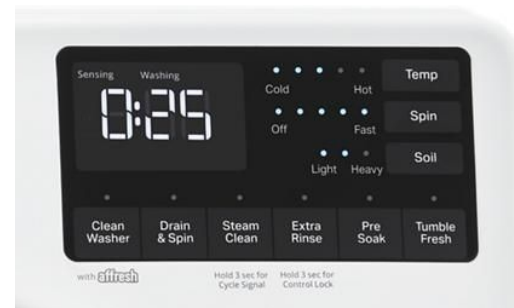 Sensing Washing
0:25
Cold Hot
Temp
Off Fast
Spin
Light Heavy
Soil
Clean Washer
Drain & Spin
Steam Clean
Extra Rinse
Pre Soak
Tumble Fresh
with affresh
Hold 3 sec for Cycle Signal
Hold 3 sec for Control Lock